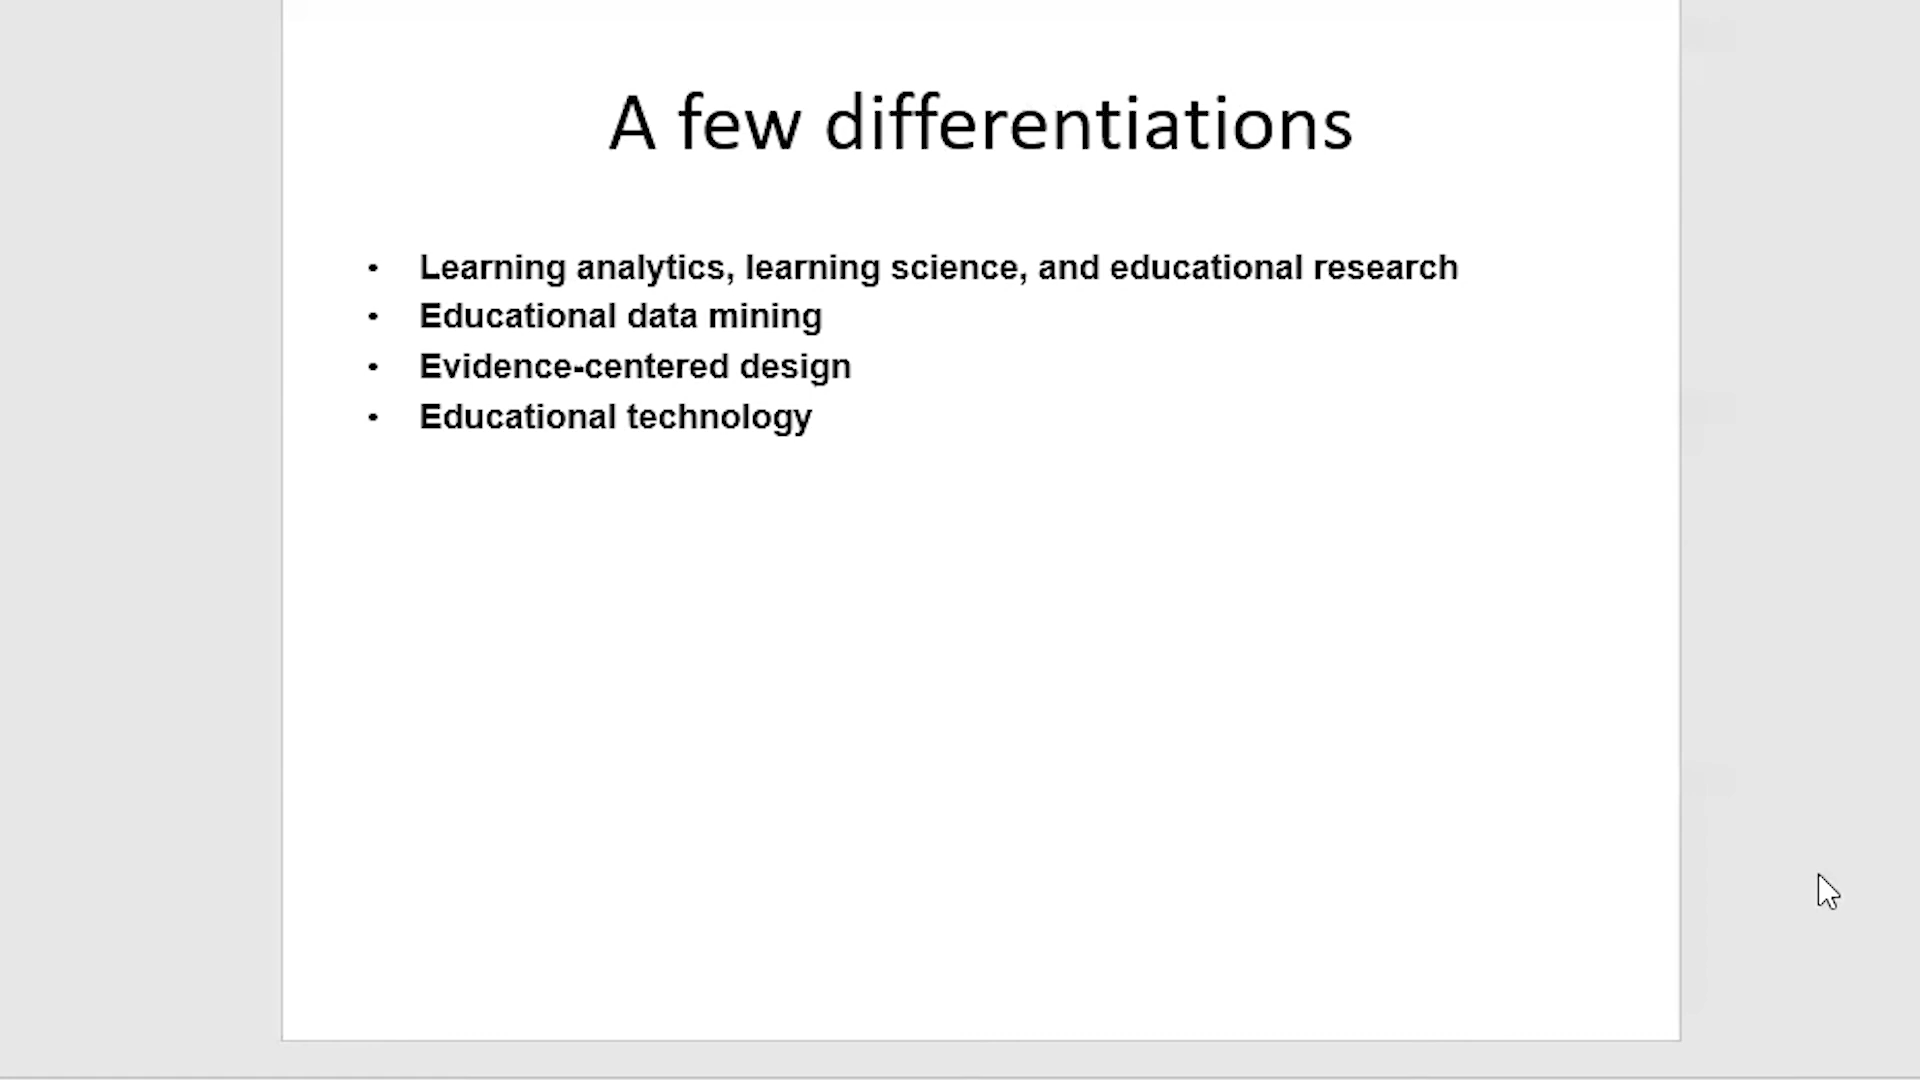 A few differentiations
• Learning analytics, learning science, and educational research
• Educational data mining
• Evidence-centered design
• Educational technology